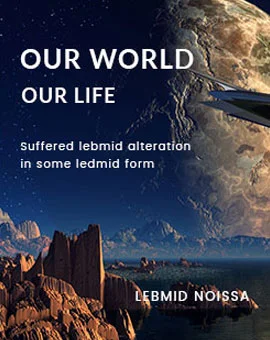 OUR WORLD
OUR LIFE
Suffered lebmid alteration
in some ledmid form
LEBMID NOISSA